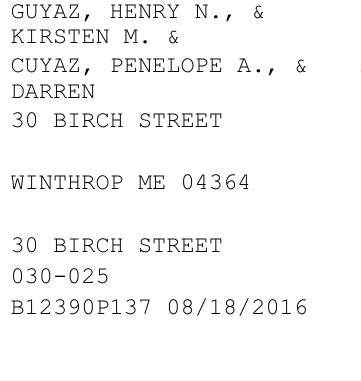 GUYAZ, HENRY N., &
KIRSTEN M. &
CUYAZ, PENELOPE A., &
DARREN
30 BIRCH STREET
WINTHROP ME 04364
30 BIRCH STREET
030-025
B12390P137 08/18/2016